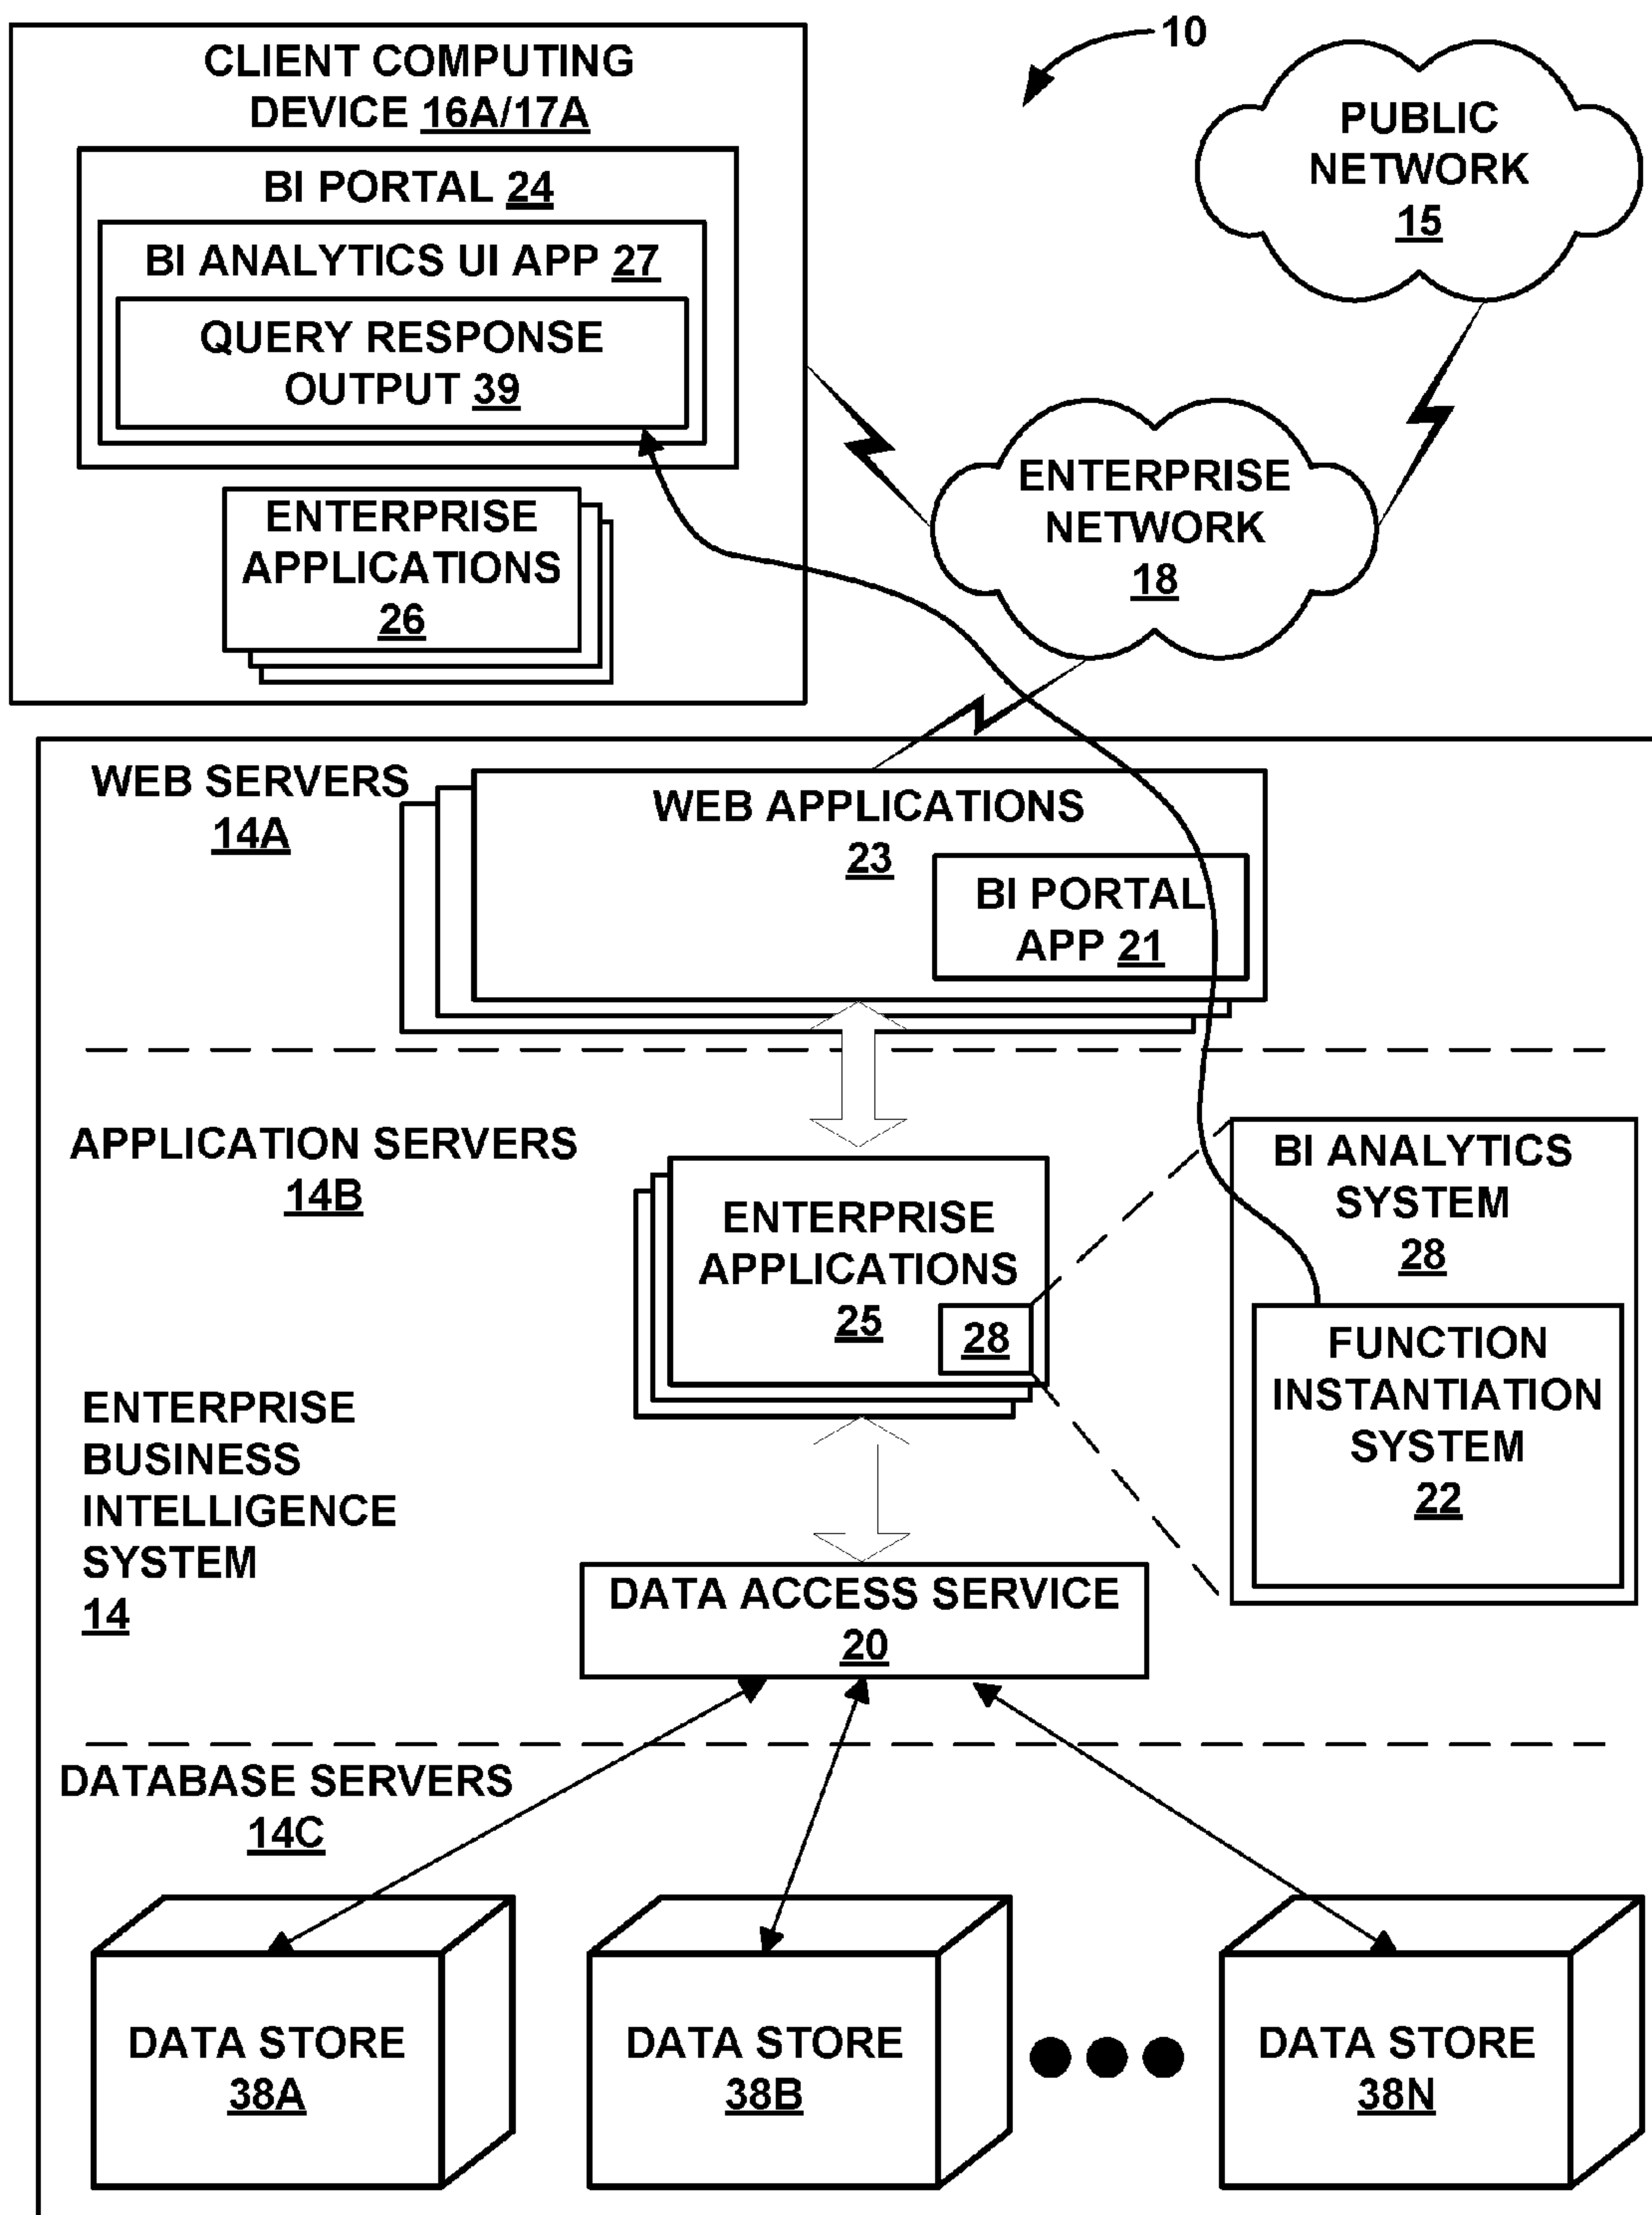 10
CLIENT COMPUTING
DEVICE 16A/17A
BI PORTAL 24
BI ANALYTICS UI APP 27
QUERY RESPONSE
OUTPUT 39
ENTERPRISE
APPLICATIONS
26
PUBLIC
NETWORK
15
ENTERPRISE
NETWORK
18
WEB SERVERS
14A
WEB APPLICATIONS
23
BI PORTAL
APP 21
APPLICATION SERVERS
14B
ENTERPRISE
APPLICATIONS
25
28
BI ANALYTICS
SYSTEM
28
FUNCTION
INSTANTIATION
SYSTEM
22
ENTERPRISE
BUSINESS
INTELLIGENCE
SYSTEM
14
DATA ACCESS SERVICE
20
DATABASE SERVERS
14C
DATA STORE
38A
DATA STORE
38B
DATA STORE
38N